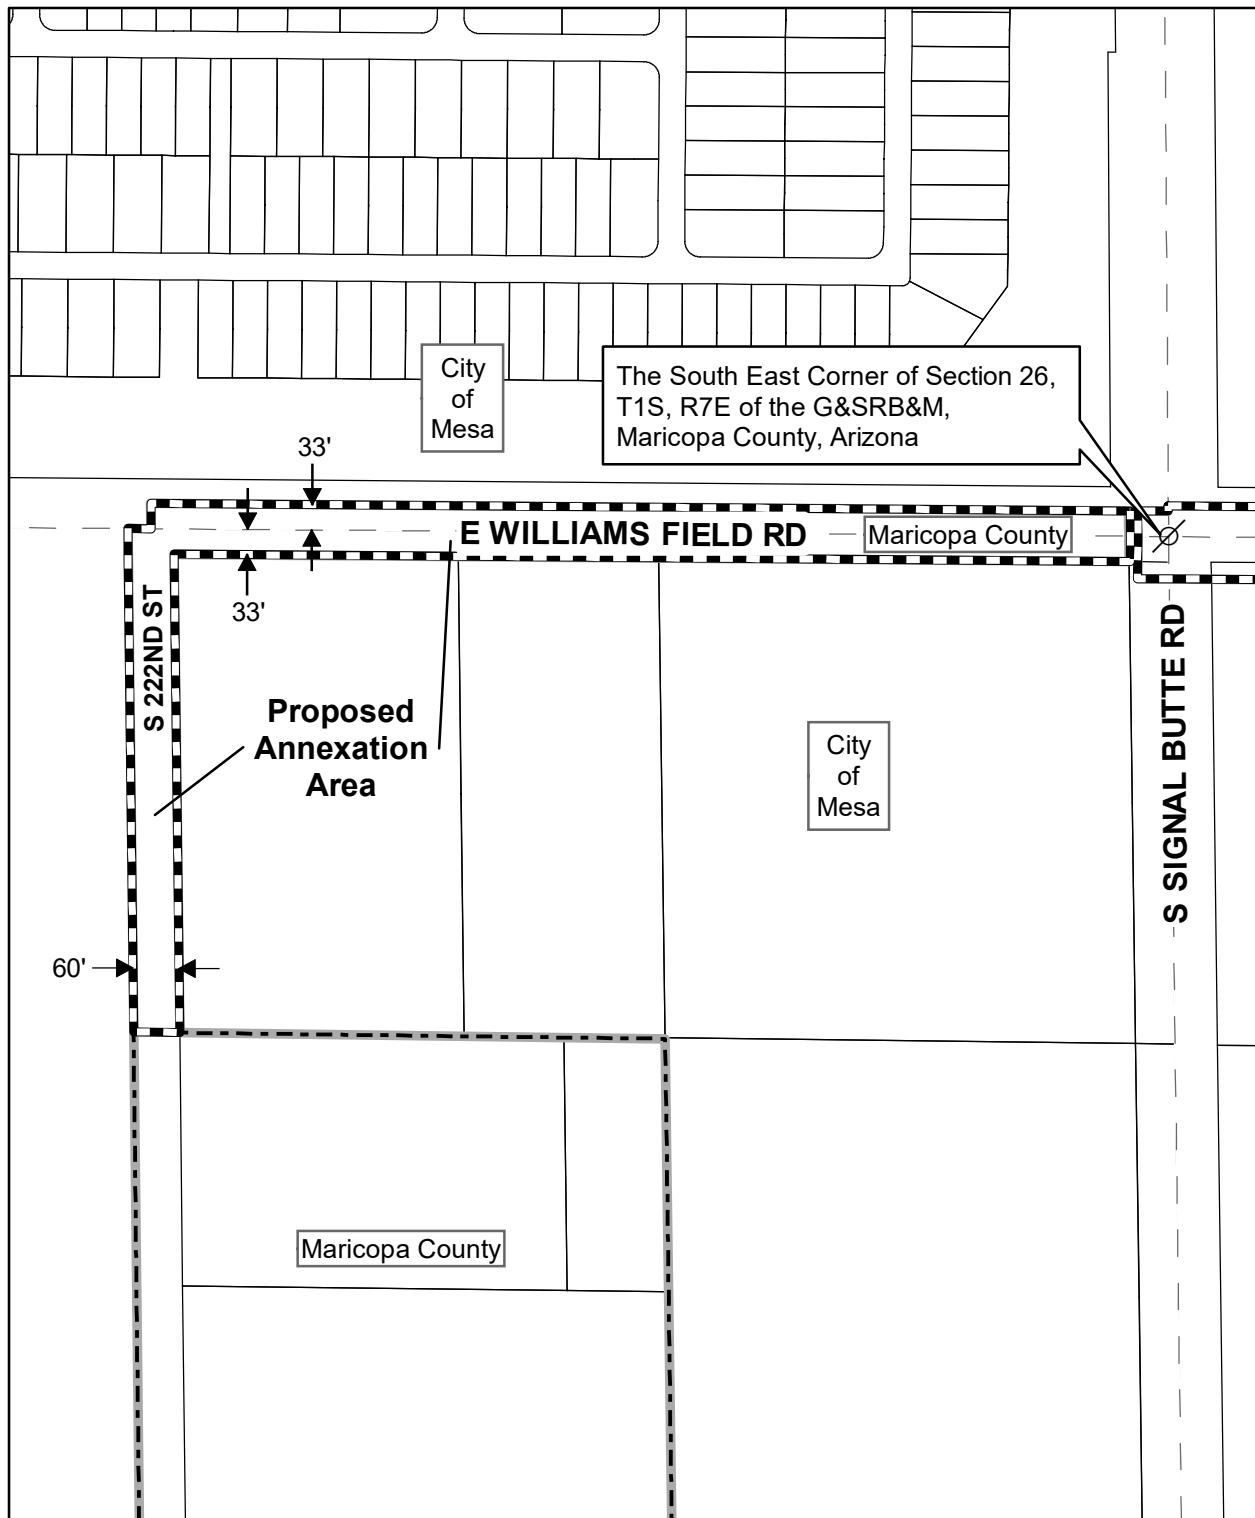 City
of
Mesa
The South East Corner of Section 26,
T1S, R7E of the G&SRB&M,
Maricopa County, Arizona
33'
E WILLIAMS FIELD RD
Maricopa County
33'
S 222ND ST
Proposed
Annexation
Area
City
of
Mesa
S SIGNAL BUTTE RD
60'
Maricopa County